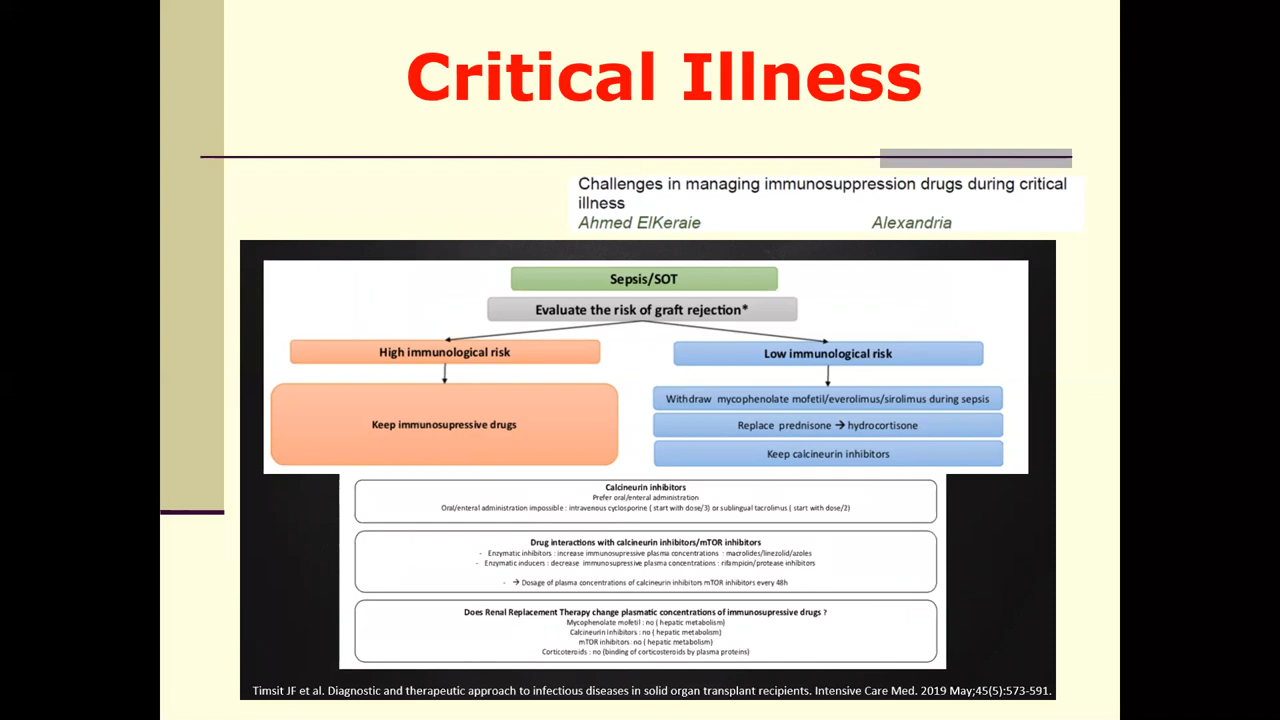 Critical Illness
Challenges in managing immunosuppression drugs during critical
illness
Ahmed ElKeraie Alexandria
Sepsis/SOT
Evaluate the risk of graft rejection*
High immunological risk
Low immunological risk
Keep immunosupressive drugs
Withdraw mycophenolate mofetil/everolimus/sirolimus during sepsis
Replace prednisone → hydrocortisone
Keep calcineurin inhibitors
Calcineurin inhibitors
Prefer oral/enteral administration
Oral/enteral administration impossible : intravenous cyclosporine ( start with dose/3) or sublingual tacrolimus ( start with dose/2)
Drug interactions with calcineurin inhibitors/mTOR inhibitors
- Enzymatic inhibitors : increase immunosupressive plasma concentrations : macrolides/linezolid/azoles
- Enzymatic inducers : decrease immunosupressive plasma concentrations : rifampicin/protease inhibitors
- → Dosage of plasma concentrations of calcineurin inhibitors mTOR inhibitors every 48h
Does Renal Replacement Therapy change plasmatic concentrations of immunosupressive drugs ?
Mycophenolate mofetil : no ( hepatic metabolism)
Calcineurin inhibitors : no ( hepatic metabolism)
mTOR inhibitors : no ( hepatic metabolism)
Corticoteroids : no (binding of corticosteroids by plasma proteins)
Timsit JF et al. Diagnostic and therapeutic approach to infectious diseases in solid organ transplant recipients. Intensive Care Med. 2019 May;45(5):573-591.